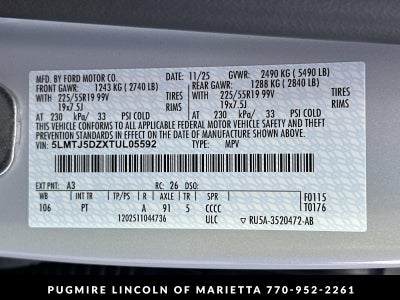 MFD. BY FORD MOTOR CO. 11/25 GVWR: 2490 KG ( 5490 LB)
FRONT GAWR: 1243 KG ( 2740 LB) REAR GAWR: 1288 KG ( 2840 LB)
WITH 225/55R19 99V TIRES WITH 225/55R19 99V TIRES
19x7.5J RIMS 19x7.5J RIMS
AT 230 kPa/ 33 PSI COLD AT 230 kPa/ 33 PSI COLD
THIS VEHICLE CONFORMS TO ALL APPLICABLE FEDERAL MOTOR VEHICLE SAFETY AND THEFT PREVENTION STANDARDS IN EFFECT ON THE DATE OF MANUFACTURE SHOWN ABOVE.
VIN: 5LMTJ5DZXTUL05592 TYPE: MPV
EXT PNT: A3 RC: 26 DSO: F0115
WB INT TR TP/PS R AXLE TR SPR T0176
106 PT A 91 5 CCCC
1202511044736 ULC ▽ RU5A-3520472-AB
PUGMIRE LINCOLN OF MARIETTA 770-952-2261